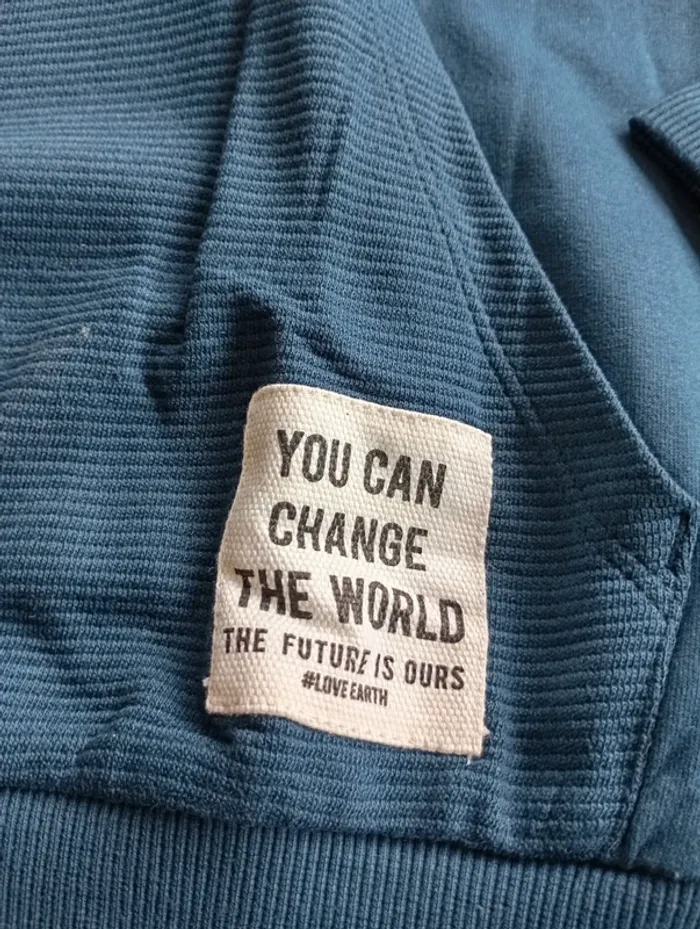 YOU CAN
CHANGE
THE WORLD
THE FUTURE IS OURS
#LOVE EARTH